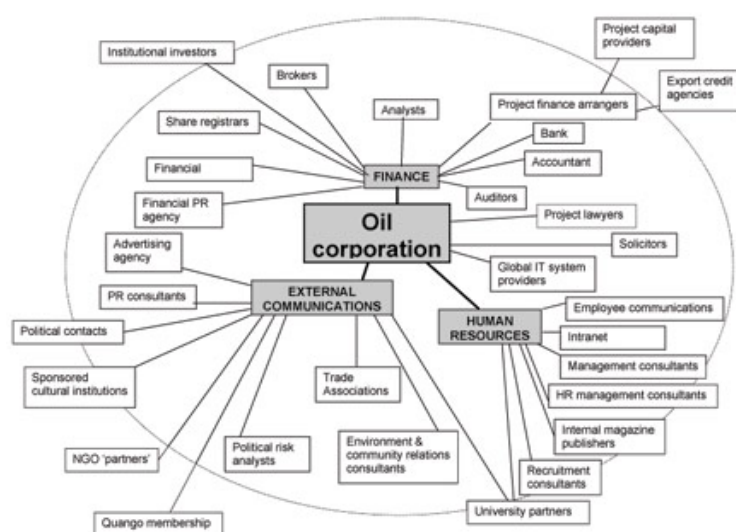 Institutional investors
Brokers
Project capital
providers
Export credit
agencies
Analysts
Project finance arrangers
Share registrars
Bank
Accountant
Financial
FINANCE
Auditors
Financial PR
agency
Oil
corporation
Project lawyers
Solicitors
Advertising
agency
Global IT system
providers
PR consultants
EXTERNAL
COMMUNICATIONS
HUMAN
RESOURCES
Employee communications
Political contacts
Intranet
Management consultants
Sponsored
cultural institutions
Trade
Associations
HR management consultants
Internal magazine
publishers
NGO ‘partners’
Political risk
analysts
Environment &
community relations
consultants
Recruitment
consultants
University partners
Quango membership